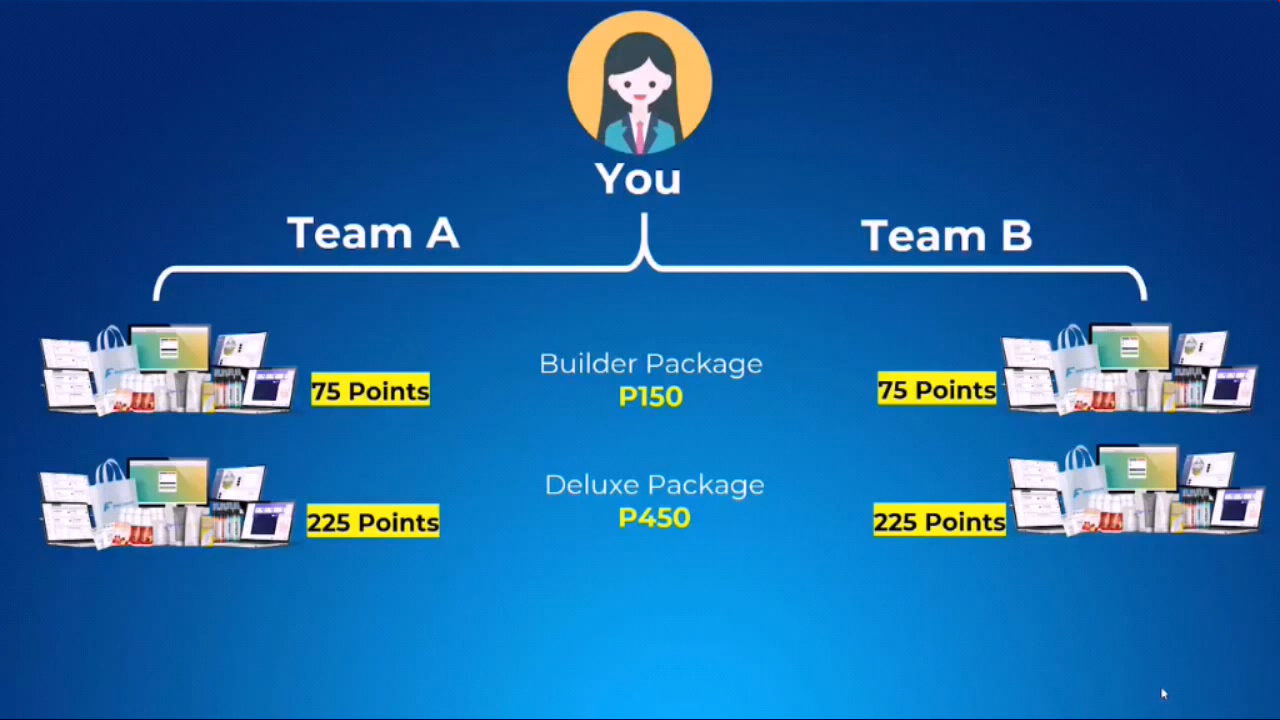 You
Team A
Team B
75 Points
Builder Package
P150
75 Points
225 Points
Deluxe Package
P450
225 Points